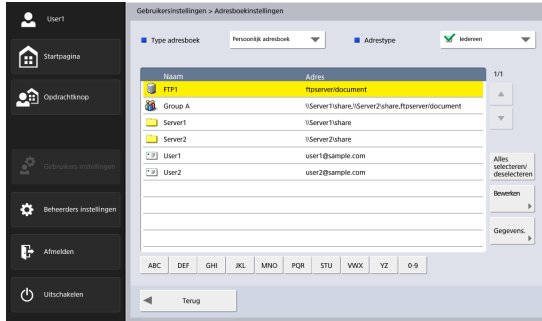 User1
Gebruikersinstellingen > Adresboekinstellingen
Type adresboek
Persoonlijk adresboek
Adrestype
Iedereen
Startpagina
Opdrachtknop
Gebruikers instellingen
Beheerders instellingen
Afmelden
Uitschakelen
Naam Adres
1/1
FTP1 ftpserver/document
Group A \\Server1\share,\\Server2\share,ftpserver/document
Server1 \\Server1\share
Server2 \\Server2\share
User1 user1@sample.com
User2 user2@sample.com
Alles
selecteren/
deselecteren
Bewerken
Gegevens.
ABC DEF GHI JKL MNO PQR STU VWX YZ 0-9
Terug